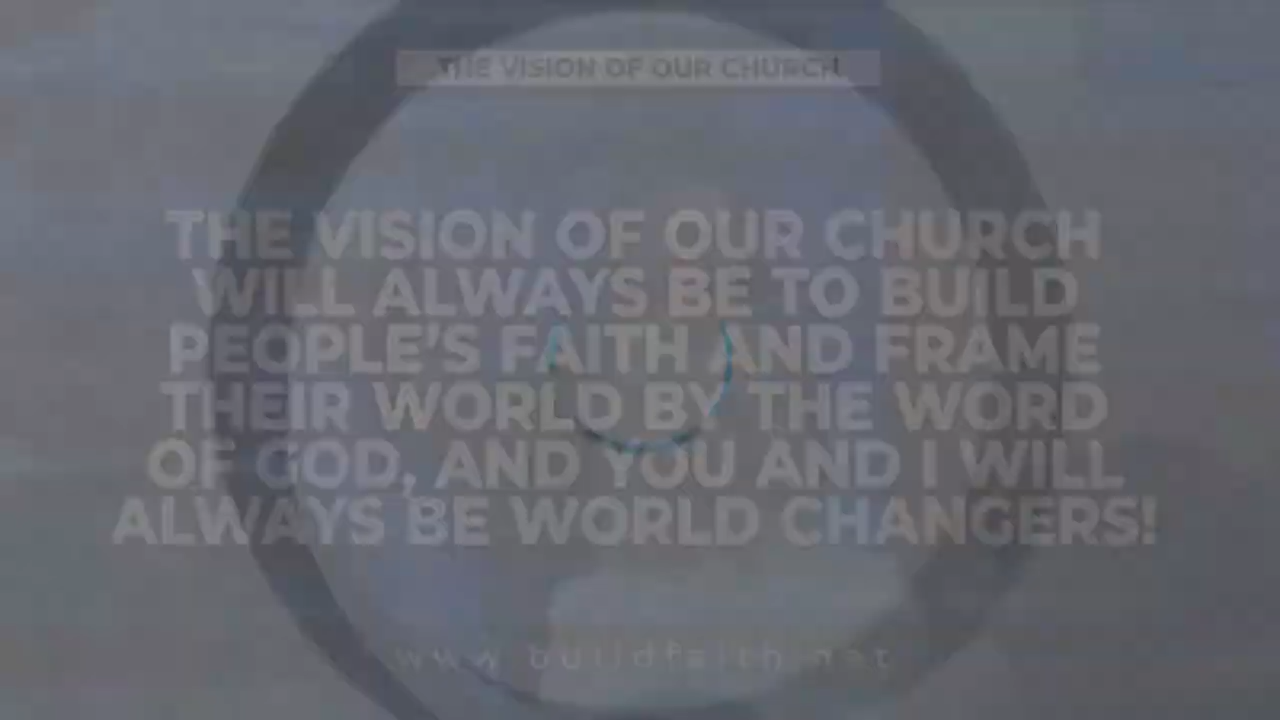 THE VISION OF OUR CHURCH
THE VISION OF OUR CHURCH
WILL ALWAYS BE TO BUILD
PEOPLE'S FAITH AND FRAME
THEIR WORLD BY THE WORD
OF GOD, AND YOU AND I WILL
ALWAYS BE WORLD CHANGERS!
www.buildfaith.net